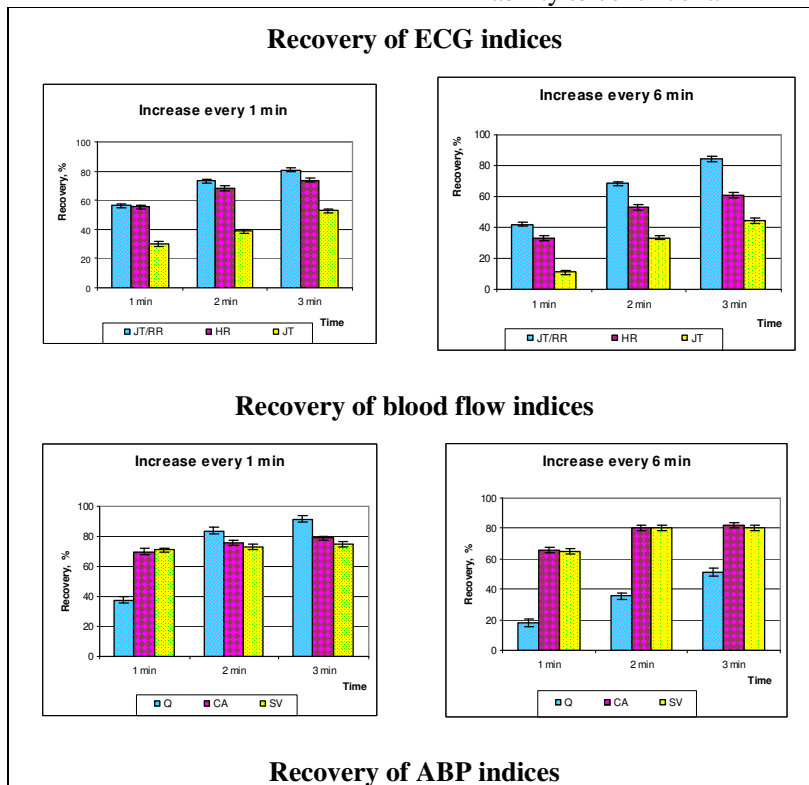 Recovery of ECG indices
Increase every 1 min
Recovery, %
100
80
60
40
20
0
1 min 2 min 3 min
Time
JT/RR HR JT
Increase every 6 min
Recovery, %
100
80
60
40
20
0
1 min 2 min 3 min
Time
JT/RR HR JT
Recovery of blood flow indices
Increase every 1 min
Recovery, %
100
80
60
40
20
0
1 min 2 min 3 min
Time
Q CA SV
Increase every 6 min
Recovery, %
100
80
60
40
20
0
1 min 2 min 3 min
Time
Q CA SV
Recovery of ABP indices